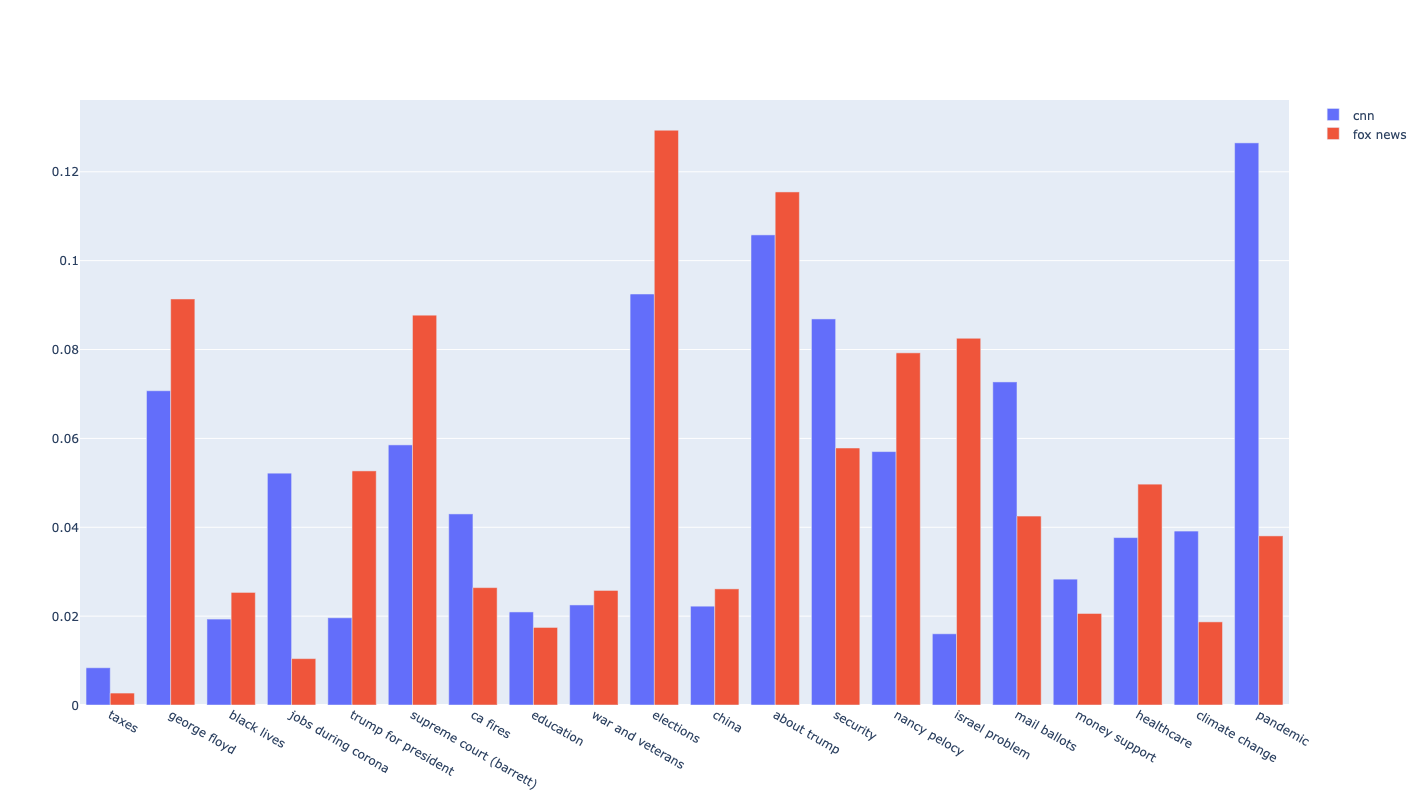 cnn
fox news
0.12
0.1
0.08
0.06
0.04
0.02
0
taxes
george floyd
black lives
jobs during corona
trump for president
supreme court (barrett)
ca fires
education
war and veterans
elections
china
about trump
security
nancy pelocy
israel problem
mail ballots
money support
healthcare
climate change
pandemic